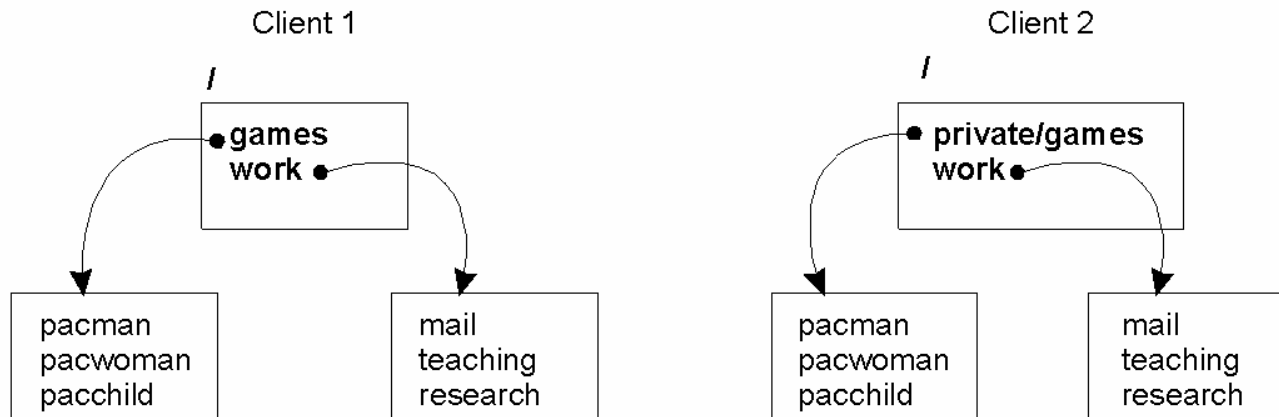 Client 1
/
games
work
pacman
pacwoman
pacchild
mail
teaching
research
Client 2
/
private/games
work
pacman
pacwoman
pacchild
mail
teaching
research